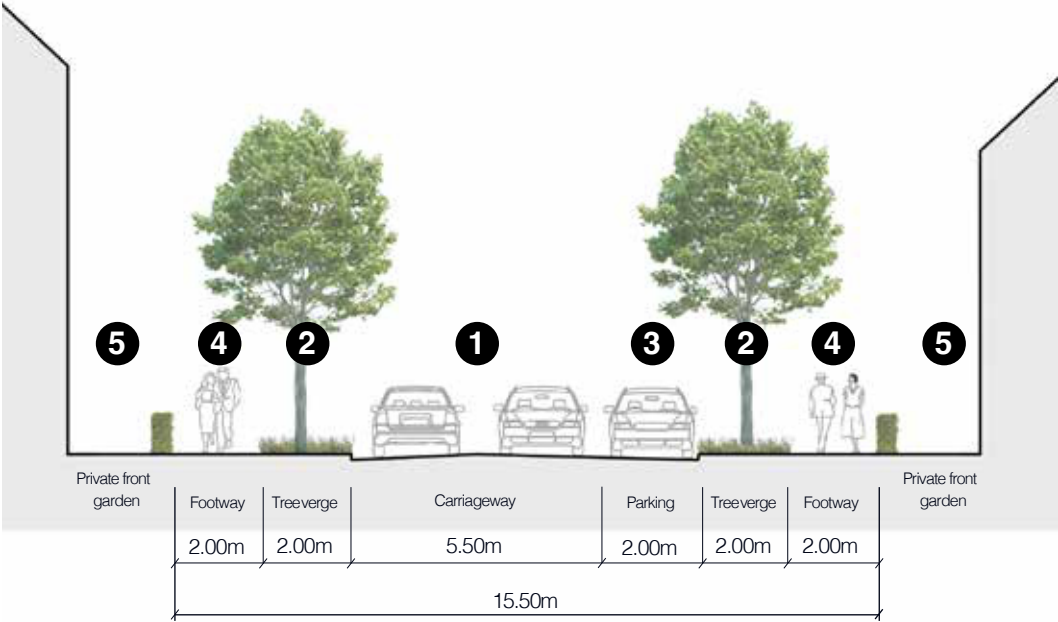 5 4 2 1 3 2 4 5
Private front
garden
Footway Treeverge Carriageway Parking Treeverge Footway
Private front
garden
2.00m 2.00m 5.50m 2.00m 2.00m 2.00m
15.50m